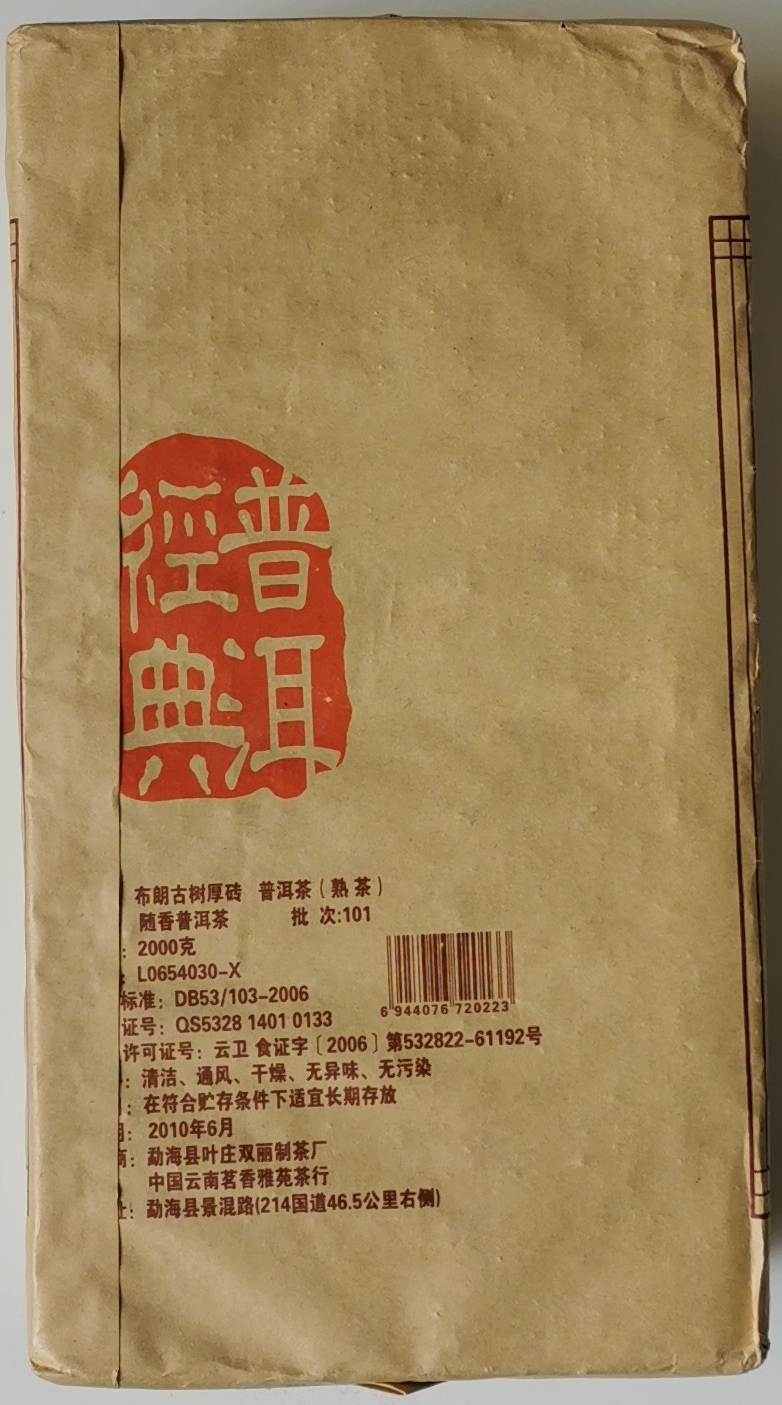 普洱
經典
布朗古树厚砖 普洱茶（熟茶）
随香普洱茶 批 次:101
: 2000克
: L0654030-X
标准: DB53/103-2006
证号: QS5328 1401 0133
许可证号: 云卫 食证字〔2006〕第532822-61192号
: 清洁、通风、干燥、无异味、无污染
: 在符合贮存条件下适宜长期存放
: 2010年6月
商: 勐海县叶庄双丽制茶厂
中国云南茗香雅苑茶行
址: 勐海县景混路(214国道46.5公里右侧)
6 944076 720223